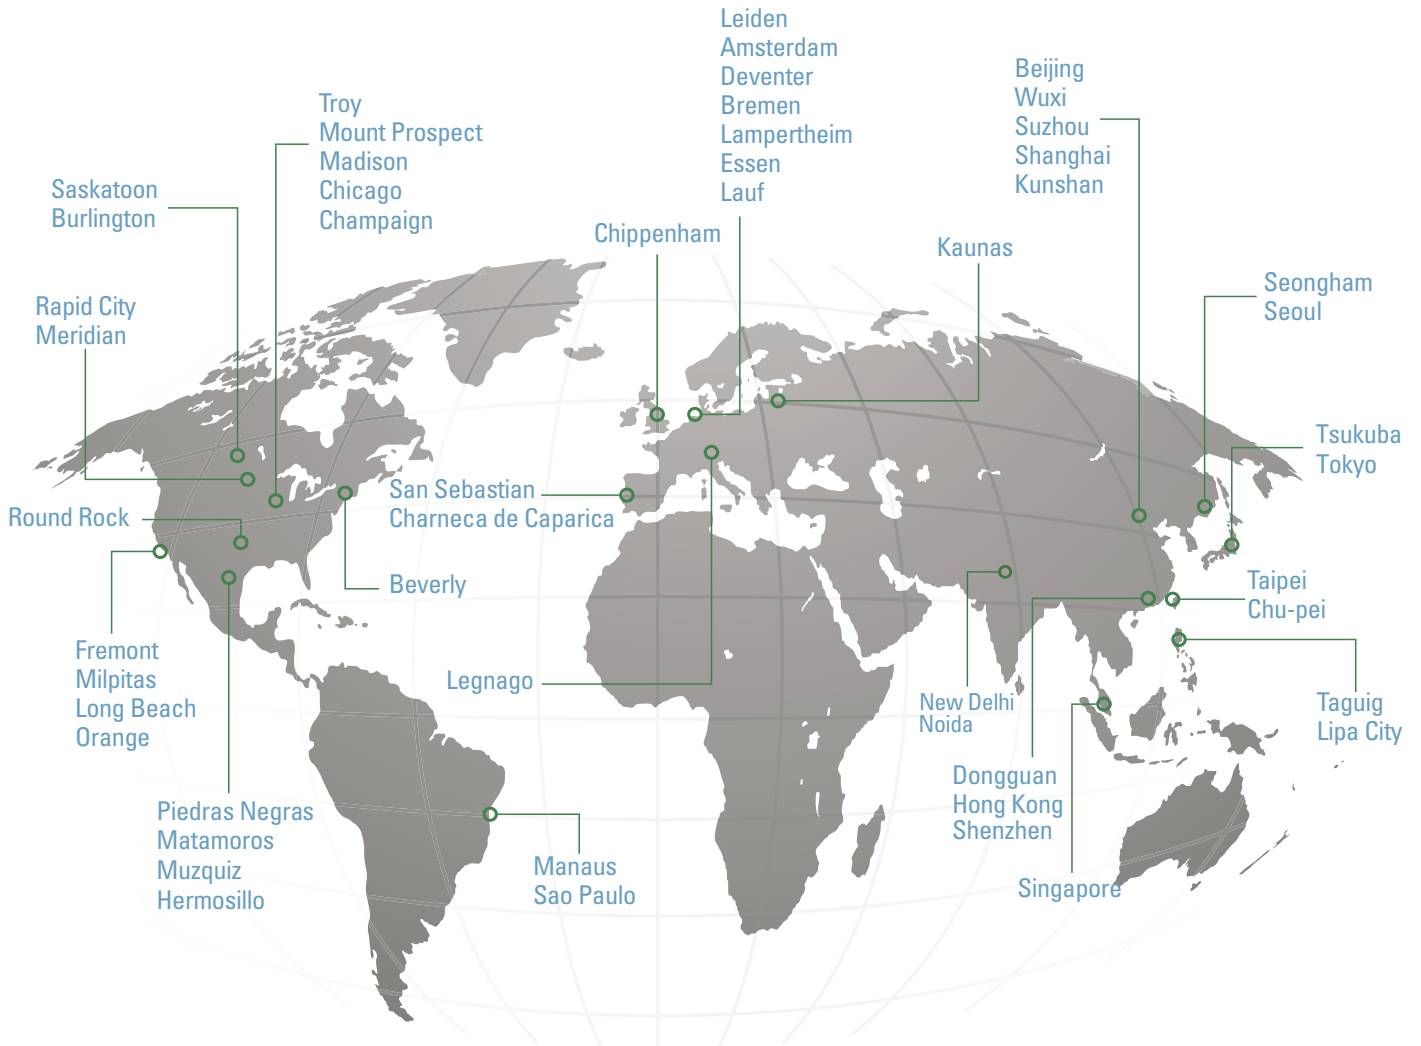 Leiden
Amsterdam
Deventer
Bremen
Lampertheim
Essen
Lauf
Beijing
Wuxi
Suzhou
Shanghai
Kunshan
Troy
Mount Prospect
Madison
Chicago
Champaign
Saskatoon
Burlington
Chippenham
Kaunas
Seongham
Seoul
Rapid City
Meridian
Tsukuba
Tokyo
San Sebastian
Charneca de Caparica
Round Rock
Beverly
Taipei
Chu-pei
Fremont
Milpitas
Long Beach
Orange
Legnago
New Delhi
Noida
Taguig
Lipa City
Dongguan
Hong Kong
Shenzhen
Piedras Negras
Matamoros
Muzquiz
Hermosillo
Manaus
Sao Paulo
Singapore